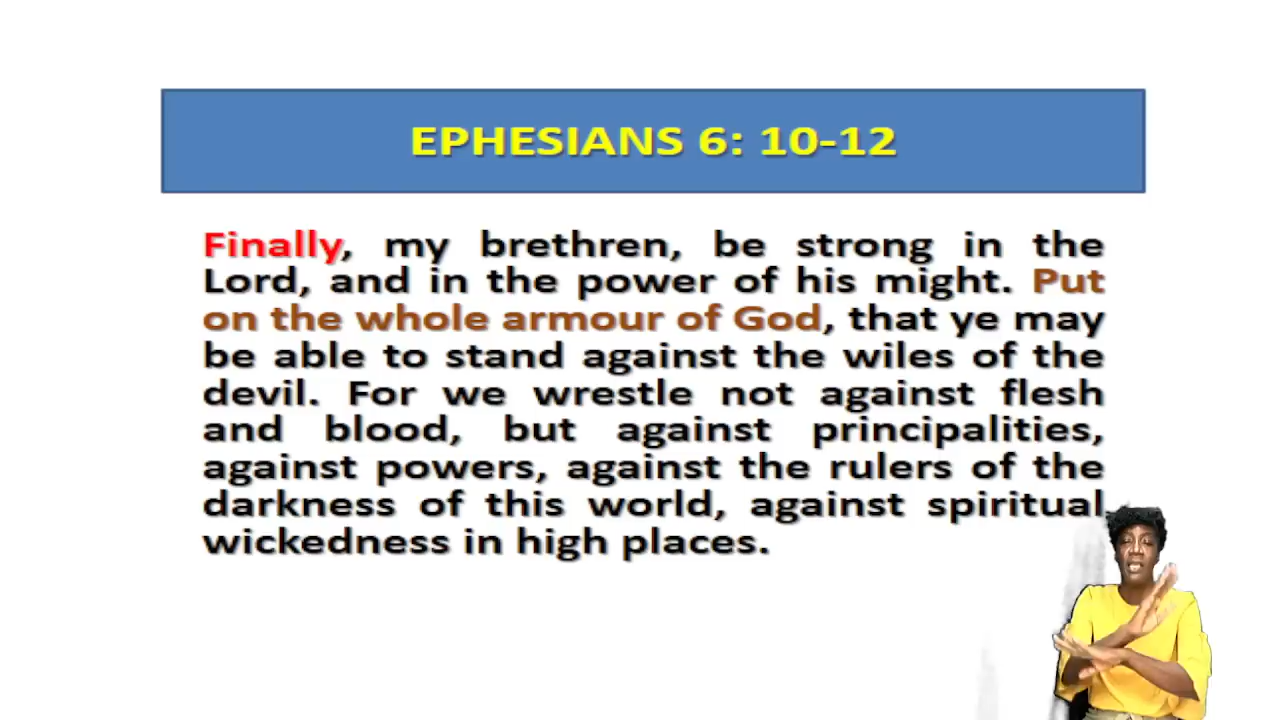 EPHESIANS 6: 10-12
Finally, my brethren, be strong in the
Lord, and in the power of his might. Put
on the whole armour of God, that ye may
be able to stand against the wiles of the
devil. For we wrestle not against flesh
and blood, but against principalities,
against powers, against the rulers of the
darkness of this world, against spiritual
wickedness in high places.